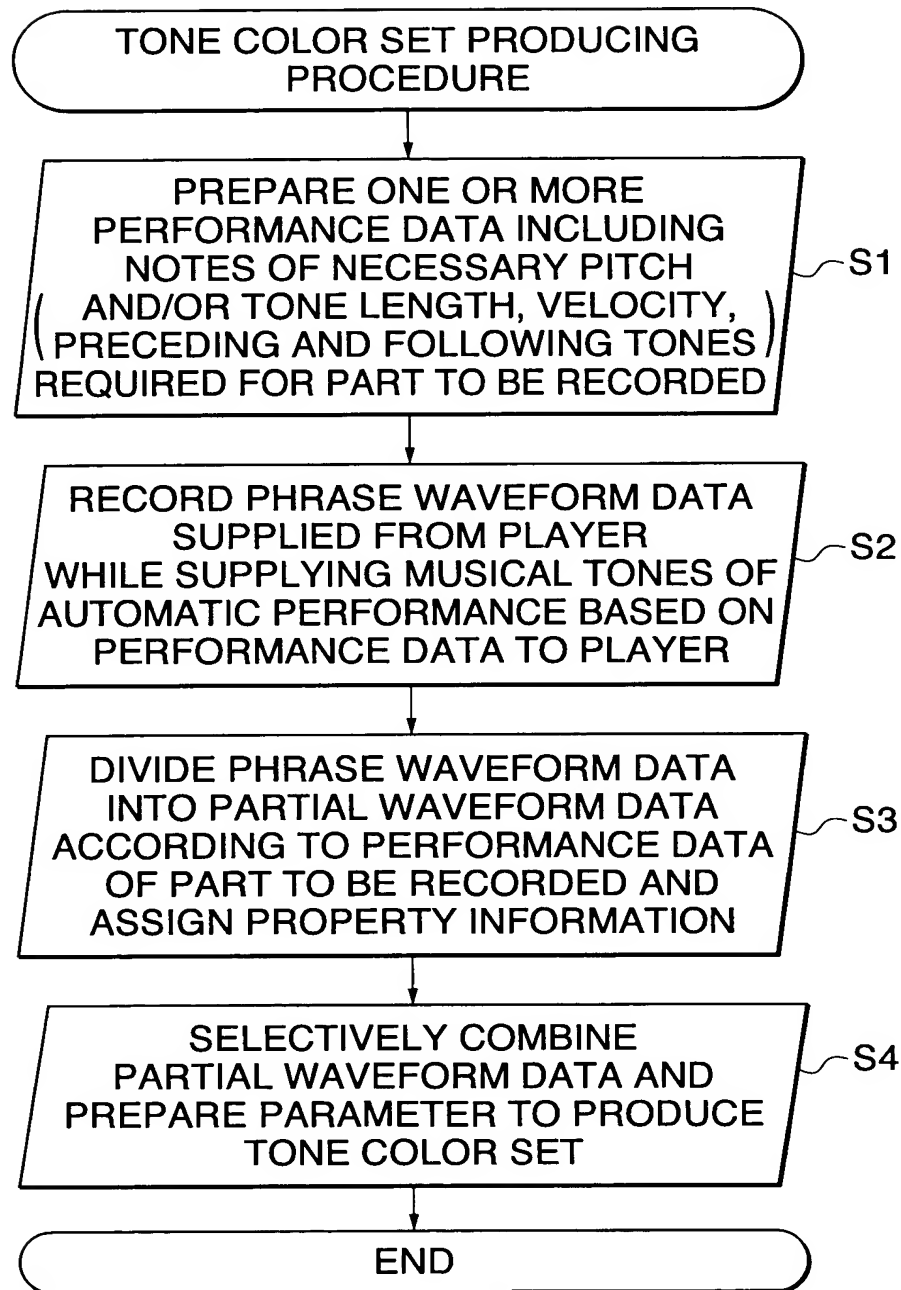 TONE COLOR SET PRODUCING
PROCEDURE
PREPARE ONE OR MORE
PERFORMANCE DATA INCLUDING
NOTES OF NECESSARY PITCH
(AND/OR TONE LENGTH, VELOCITY,
PRECEDING AND FOLLOWING TONES)
REQUIRED FOR PART TO BE RECORDED
S1
RECORD PHRASE WAVEFORM DATA
SUPPLIED FROM PLAYER
WHILE SUPPLYING MUSICAL TONES OF
AUTOMATIC PERFORMANCE BASED ON
PERFORMANCE DATA TO PLAYER
S2
DIVIDE PHRASE WAVEFORM DATA
INTO PARTIAL WAVEFORM DATA
ACCORDING TO PERFORMANCE DATA
OF PART TO BE RECORDED AND
ASSIGN PROPERTY INFORMATION
S3
SELECTIVELY COMBINE
PARTIAL WAVEFORM DATA AND
PREPARE PARAMETER TO PRODUCE
TONE COLOR SET
S4
END